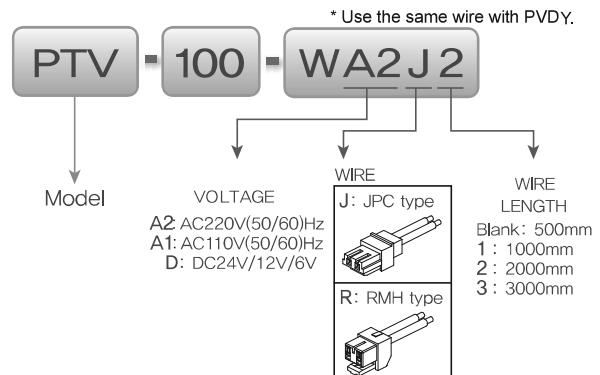 * Use the same wire with PVDY.
PTV - 100 - WA2J2
Model
VOLTAGE
A2: AC220V(50/60)Hz
A1: AC110V(50/60)Hz
D: DC24V/12V/6V
WIRE
J: JPC type
R: RMH type
WIRE
LENGTH
Blank: 500mm
1: 1000mm
2: 2000mm
3: 3000mm